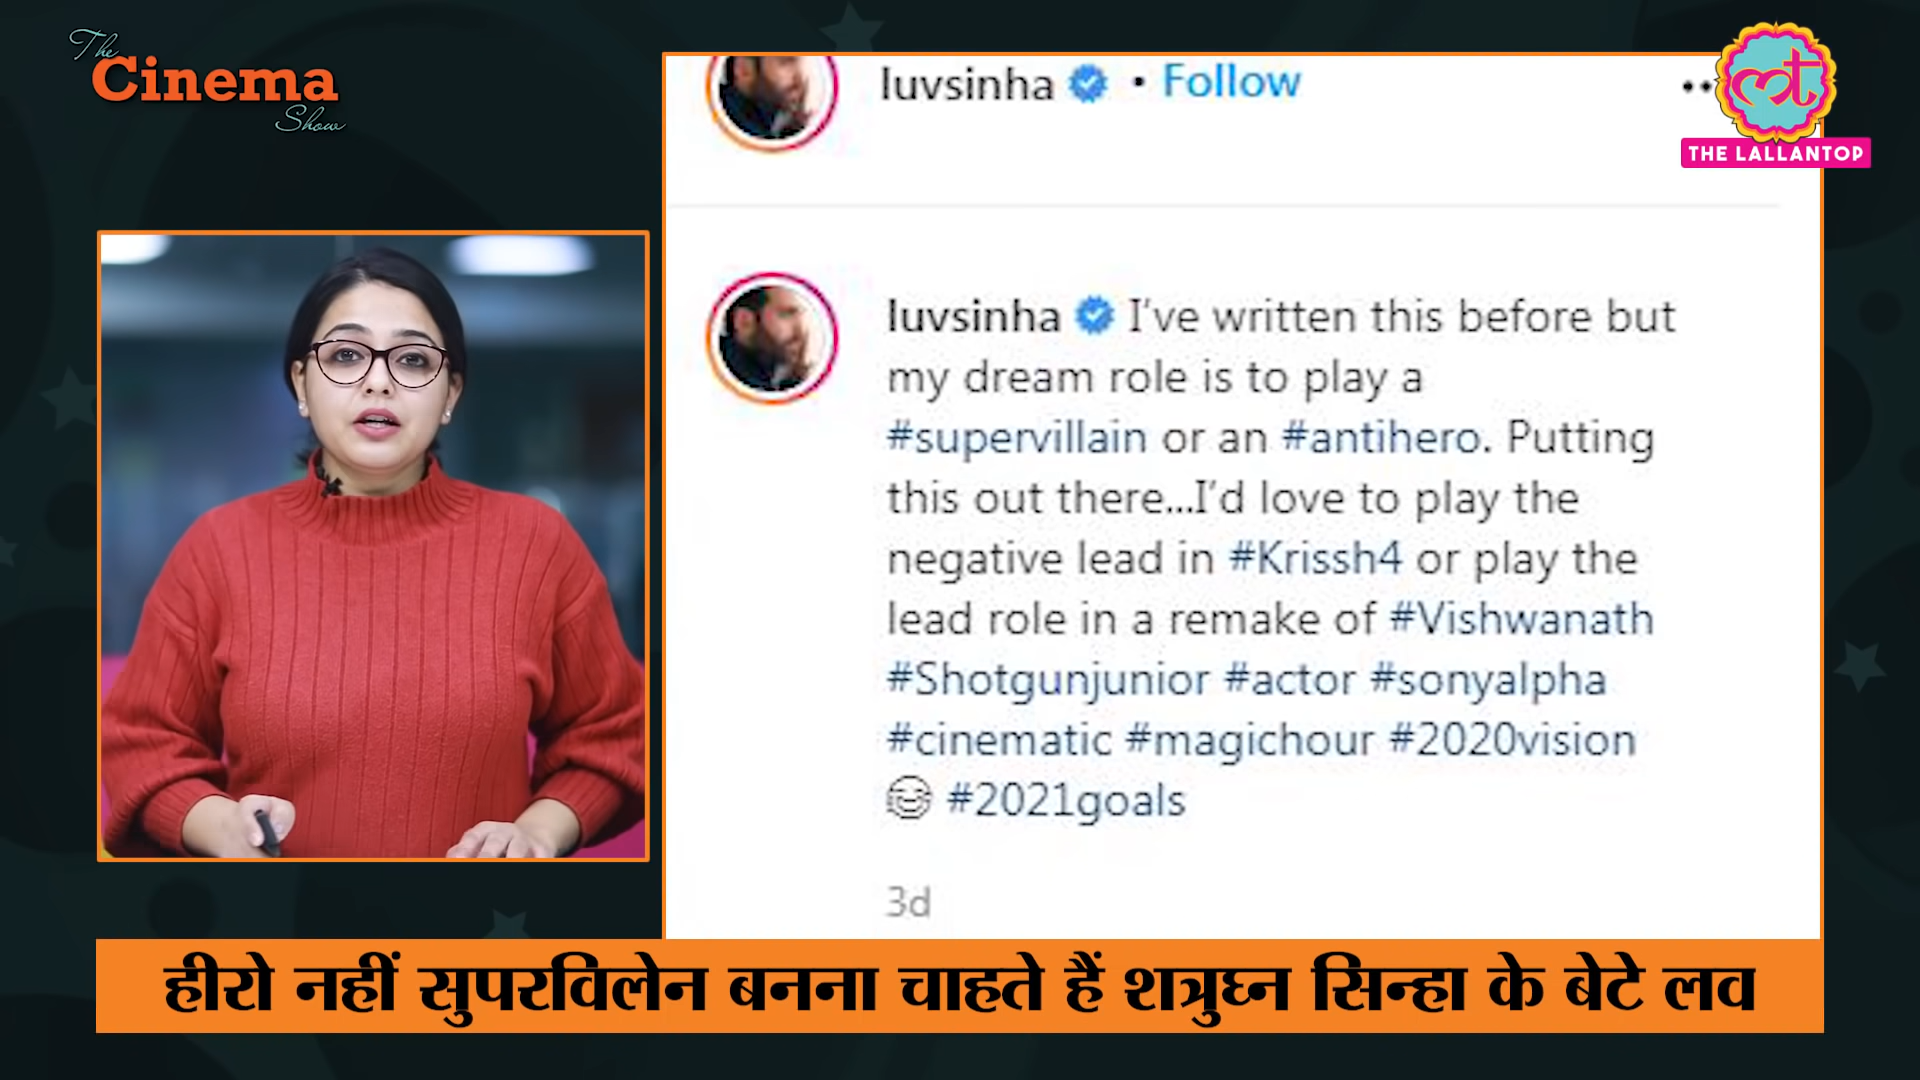 The
Cinema
Show
luvsinha • Follow
THE LALLANTOP
luvsinha I've written this before but
my dream role is to play a
#supervillain or an #antihero. Putting
this out there...I'd love to play the
negative lead in #Krissh4 or play the
lead role in a remake of #Vishwanath
#Shotgunjunior #actor #sonyalpha
#cinematic #magichour #2020vision
😂 #2021goals
3d
हीरो नहीं सुपरविलेन बनना चाहते हैं शत्रुघ्न सिन्हा के बेटे लव